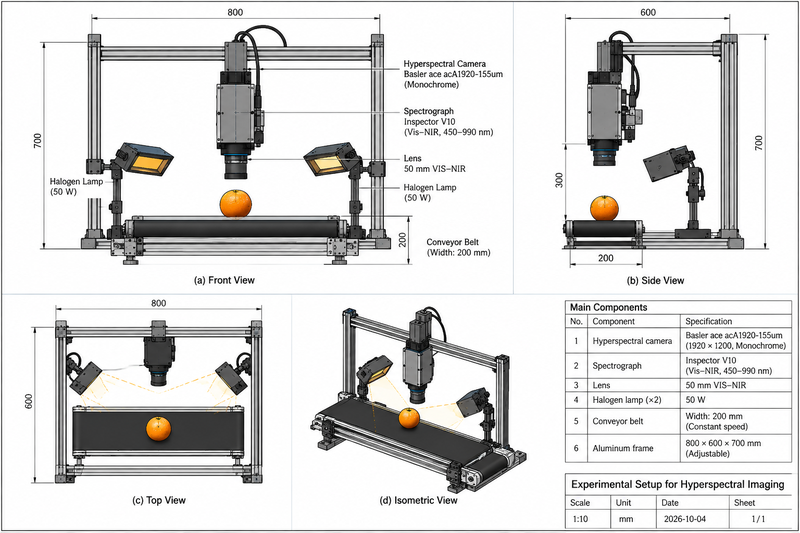 800
700
Hyperspectral Camera
Basler ace acA1920-155um
(Monochrome)
Spectrograph
Inspector V10
(Vis–NIR, 450–990 nm)
Lens
50 mm VIS–NIR
Halogen Lamp
(50 W)
Halogen Lamp
(50 W)
200
Conveyor Belt
(Width: 200 mm)
(a) Front View
600
700
300
200
(b) Side View
800
600
(c) Top View
(d) Isometric View
Main Components
No. Component Specification
1 Hyperspectral camera Basler ace acA1920-155um
(1920 × 1200, Monochrome)
2 Spectrograph Inspector V10
(Vis–NIR, 450–990 nm)
3 Lens 50 mm VIS–NIR
4 Halogen lamp (×2) 50 W
5 Conveyor belt Width: 200 mm
(Constant speed)
6 Aluminum frame 800 × 600 × 700 mm
(Adjustable)
Experimental Setup for Hyperspectral Imaging
Scale Unit Date Sheet
1:10 mm 2026-10-04 1/1